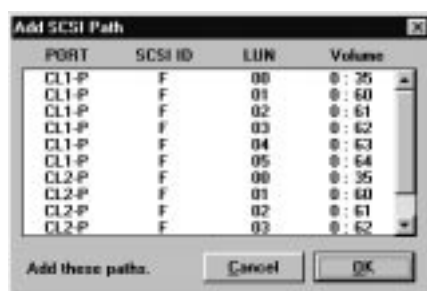 Add SCSI Path
PORT SCSI ID LUN Volume
CL1-P F 00 0 : 35
CL1-P F 01 0 : 60
CL1-P F 02 0 : 61
CL1-P F 03 0 : 62
CL1-P F 04 0 : 63
CL1-P F 05 0 : 64
CL2-P F 00 0 : 35
CL2-P F 01 0 : 60
CL2-P F 02 0 : 61
CL2-P F 03 0 : 62
Add these paths. Cancel OK